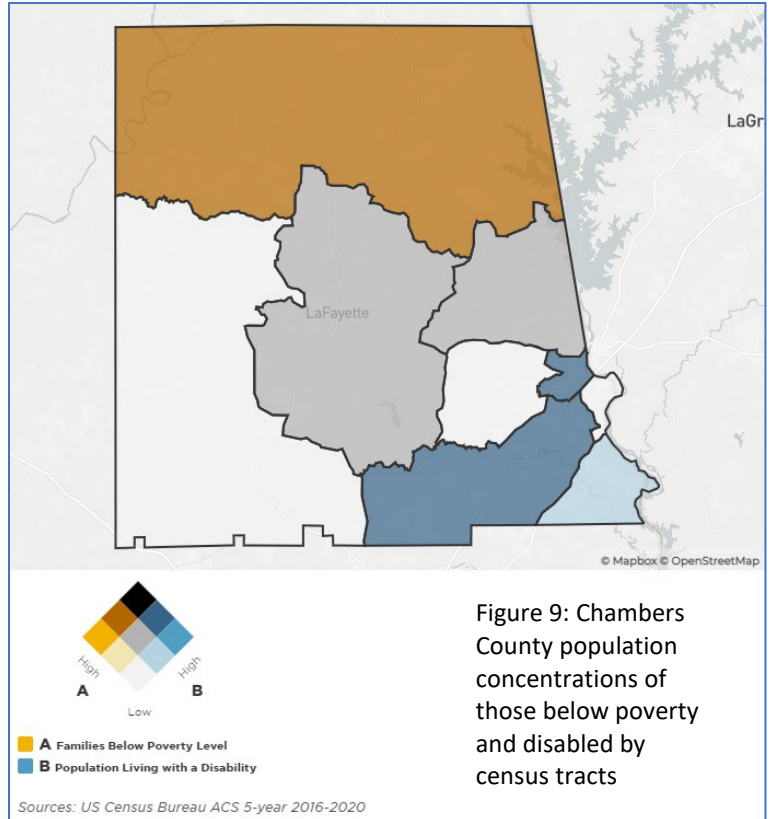 LaGr
LaFayette
© Mapbox © OpenStreetMap
High
High
A
B
Low
A Families Below Poverty Level
B Population Living with a Disability
Sources: US Census Bureau ACS 5-year 2016-2020
Figure 9: Chambers
County population
concentrations of
those below poverty
and disabled by
census tracts